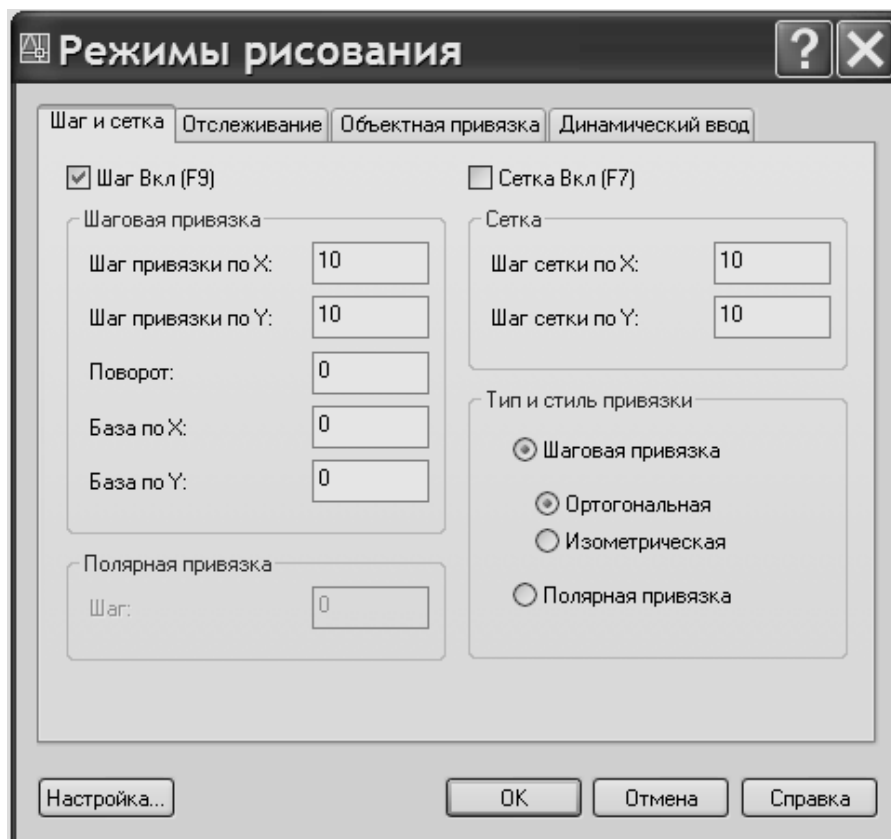 Режимы рисования
Шаг и сетка
Отслеживание
Объектная привязка
Динамический ввод
Шаг Вкл (F9)
Шаговая привязка
Шаг привязки по X: 10
Шаг привязки по Y: 10
Поворот: 0
База по X: 0
База по Y: 0
Полярная привязка
Шаг: 0
Сетка Вкл (F7)
Сетка
Шаг сетки по X: 10
Шаг сетки по Y: 10
Тип и стиль привязки
Шаговая привязка
Ортогональная
Изометрическая
Полярная привязка
Настройка...
OK
Отмена
Справка